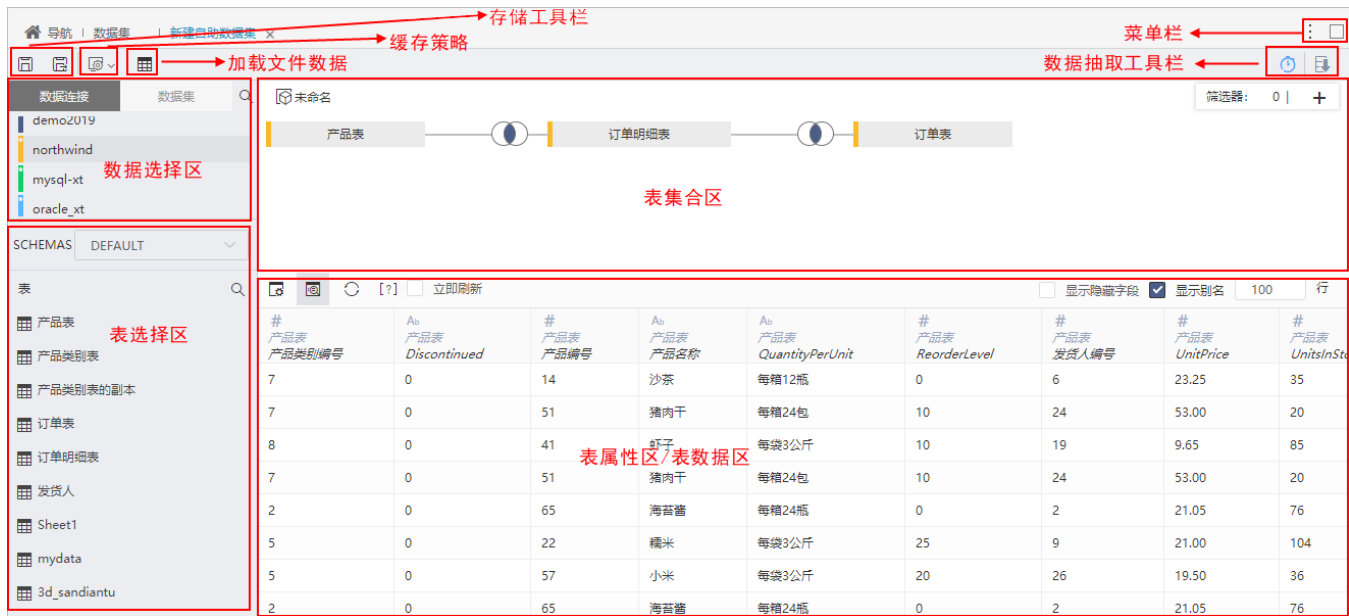 存储工具栏
导航 | 数据集 | 新建自助数据集 ×
菜单栏
缓存策略
加载文件数据
数据抽取工具栏
数据连接 数据集
未命名
筛选器: 0 | +
demo2019
northwind
mysql-xt
oracle_xt
数据选择区
产品表 订单明细表 订单表
表集合区
SCHEMAS DEFAULT
表
产品表
产品类别表
产品类别表的副本
订单表
订单明细表
发货人
Sheet1
mydata
3d_sandiantu
表选择区
[?] 立即刷新 显示隐藏字段 显示别名 100 行
# Ab # Ab Ab # # # #
产品表 产品表 产品表 产品表 产品表 产品表 产品表 产品表 产品表
产品类别编号 Discontinued 产品编号 产品名称 QuantityPerUnit ReorderLevel 发货人编号 UnitPrice UnitsInSto
7 0 14 沙茶 每箱12瓶 0 6 23.25 35
7 0 51 猪肉干 每箱24包 10 24 53.00 20
8 0 41 虾子 每袋3公斤 10 19 9.65 85
表属性区/表数据区
7 0 51 猪肉干 每箱24包 10 24 53.00 20
2 0 65 海苔酱 每箱24瓶 0 2 21.05 76
5 0 22 糯米 每袋3公斤 25 9 21.00 104
5 0 57 小米 每袋3公斤 20 26 19.50 36
2 0 65 海苔酱 每箱24瓶 0 2 21.05 76